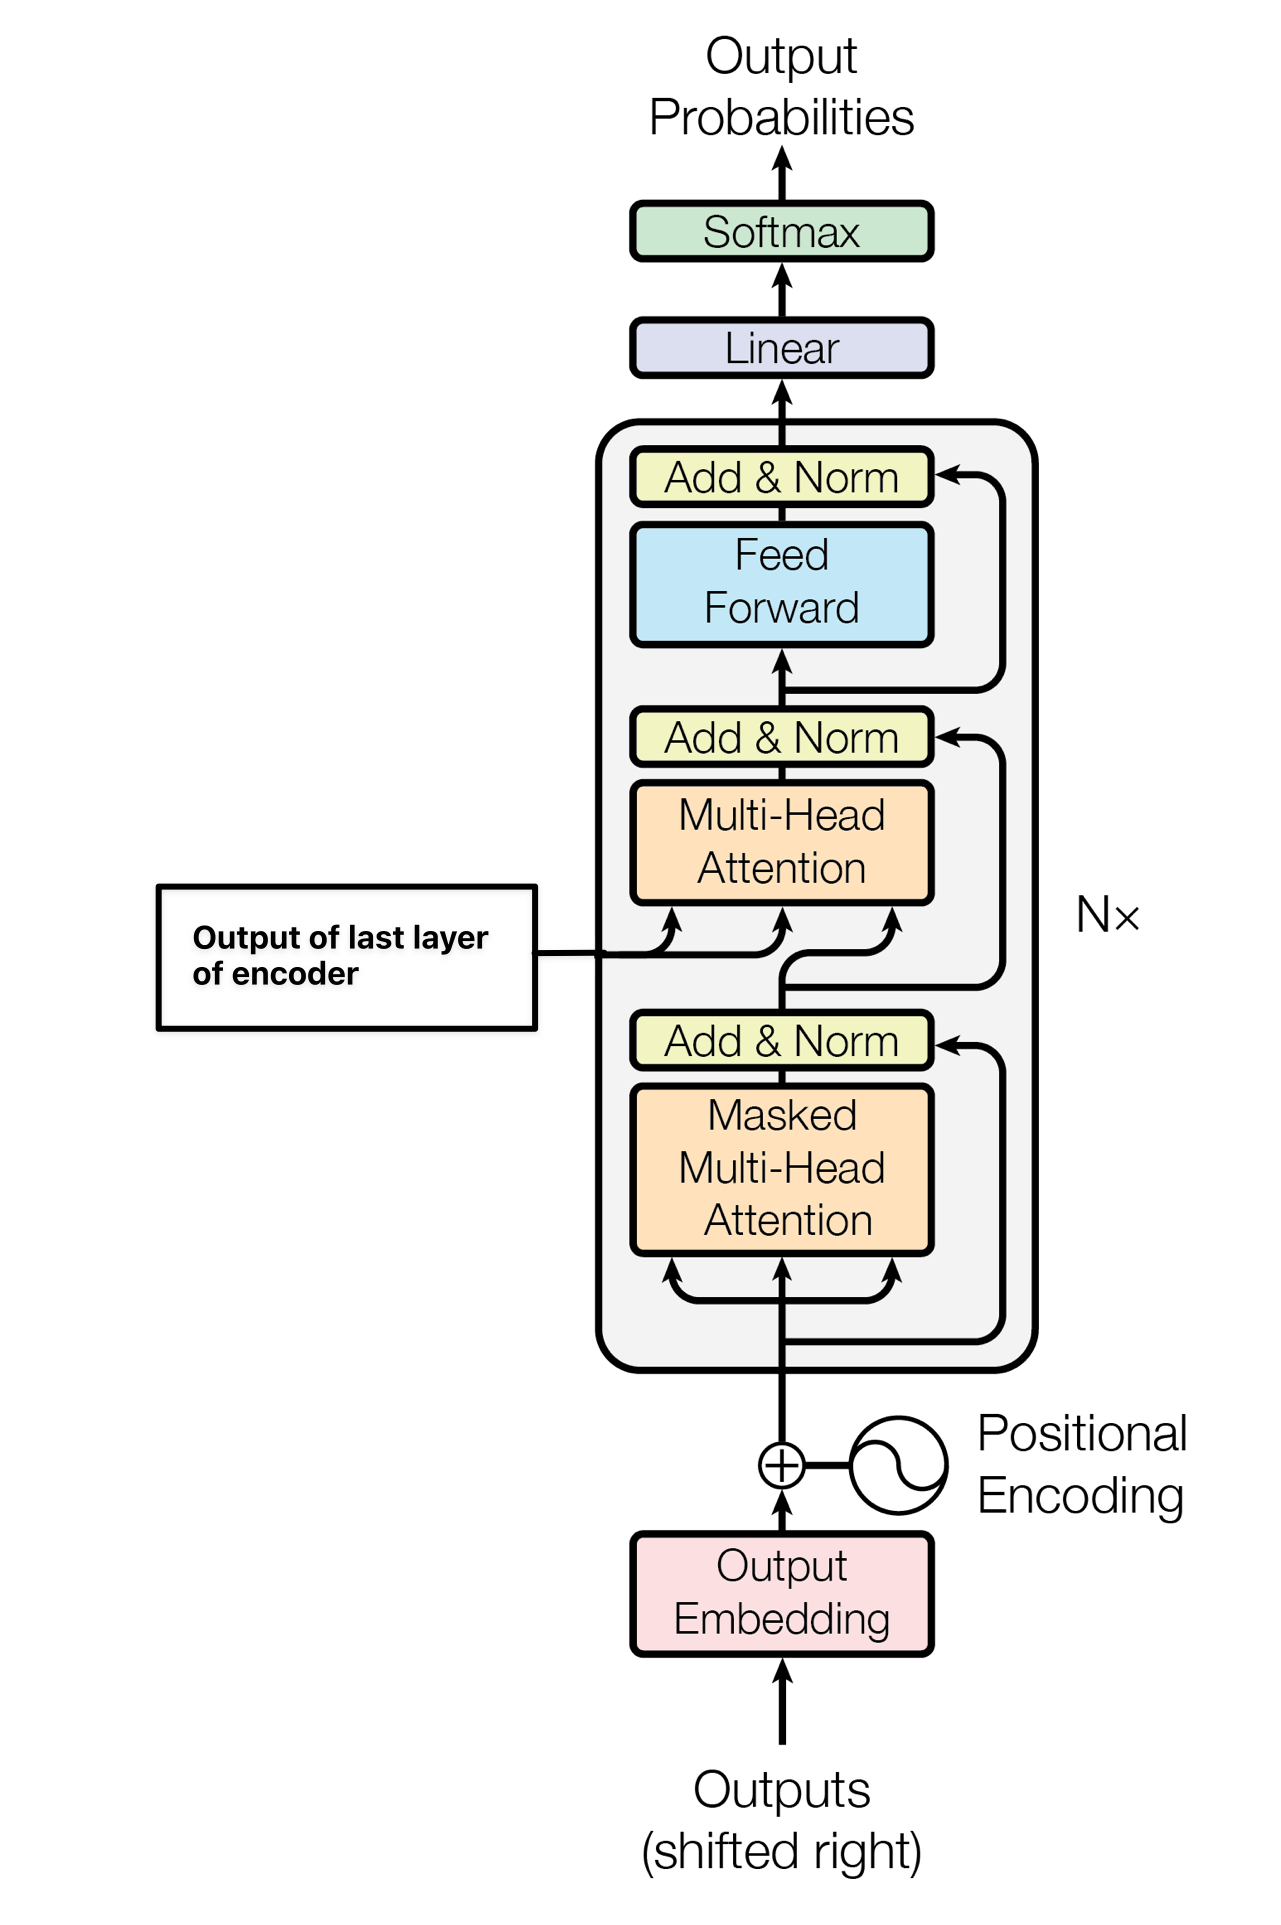 Output
Probabilities
Softmax
Linear
Add & Norm
Feed
Forward
Add & Norm
Multi-Head
Attention
Output of last layer
of encoder
N×
Add & Norm
Masked
Multi-Head
Attention
Positional
Encoding
Output
Embedding
Outputs
(shifted right)